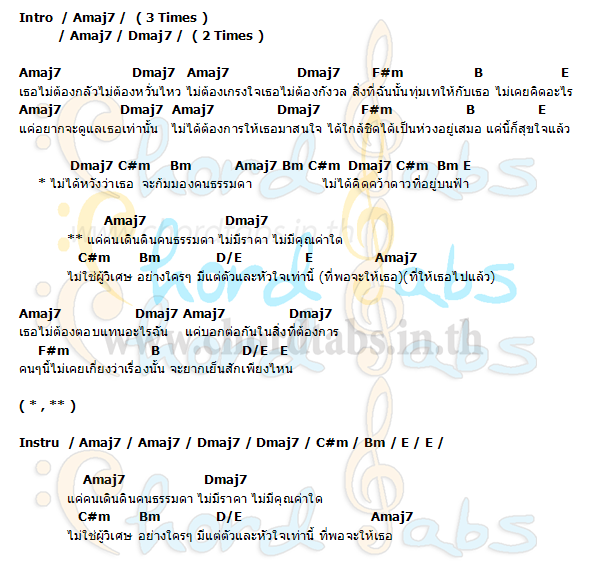 Intro / Amaj7 / ( 3 Times )
/ Amaj7 / Dmaj7 / ( 2 Times )
Amaj7 Dmaj7 Amaj7 Dmaj7 F#m B E
เธอไม่ต้องกลัวไม่ต้องหวั่นไหว ไม่ต้องเกรงใจเธอไม่ต้องกังวล สิ่งที่ฉันนั้นทุ่มเทให้กับเธอ ไม่เคยคิดอะไร
Amaj7 Dmaj7 Amaj7 Dmaj7 F#m B E
แค่อยากจะดูแลเธอเท่านั้น ไม่ได้ต้องการให้เธอมาสนใจ ได้ใกล้ชิดได้เป็นห่วงอยู่เสมอ แค่นี้ก็สุขใจแล้ว
Dmaj7 C#m Bm Amaj7 Bm C#m Dmaj7 C#m Bm E
* ไม่ได้หวังว่าเธอ จะก้มมองคนธรรมดา ไม่ได้คิดคว้าดาวที่อยู่บนฟ้า
Amaj7 Dmaj7
** แค่คนเดินดินคนธรรมดา ไม่มีราคา ไม่มีคุณค่าใด
C#m Bm D/E E Amaj7
ไม่ใช่ผู้วิเศษ อย่างใครๆ มีแต่ตัวและหัวใจเท่านี้ (ที่พอจะให้เธอ)(ที่ให้เธอไปแล้ว)
Amaj7 Dmaj7 Amaj7 Dmaj7
เธอไม่ต้องตอบแทนอะไรฉัน แค่บอกต่อกันในสิ่งที่ต้องการ
F#m B D/E E
คนๆนี้ไม่เคยเกี่ยงว่าเรื่องนั้น จะยากเย็นสักเพียงไหน
( * , ** )
Instru / Amaj7 / Amaj7 / Dmaj7 / Dmaj7 / C#m / Bm / E / E /
Amaj7 Dmaj7
แค่คนเดินดินคนธรรมดา ไม่มีราคา ไม่มีคุณค่าใด
C#m Bm D/E Amaj7
ไม่ใช่ผู้วิเศษ อย่างใครๆ มีแต่ตัวและหัวใจเท่านี้ ที่พอจะให้เธอ
www.chordtabs.in.th